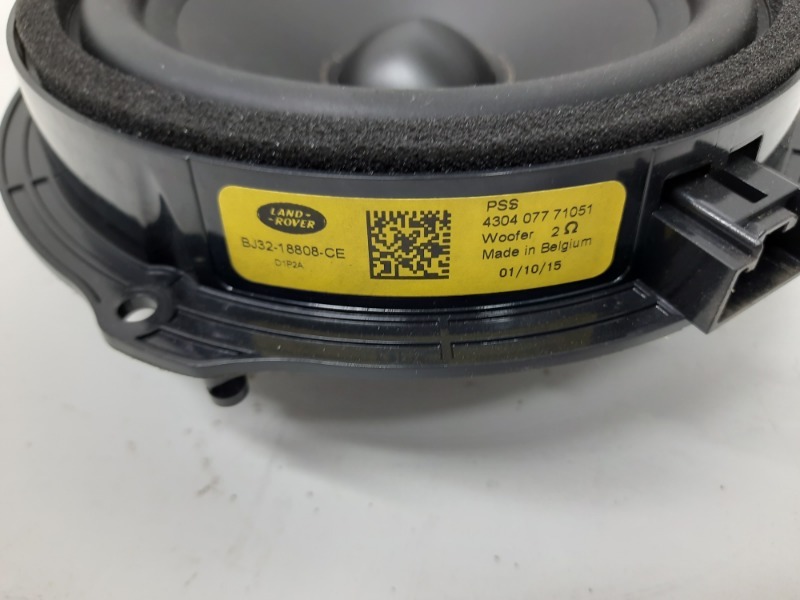 LAND-
-ROVER
BJ32-18808-CE
D1P2A
PSS
4304 077 71051
Woofer 2 Ω
Made in Belgium
01/10/15